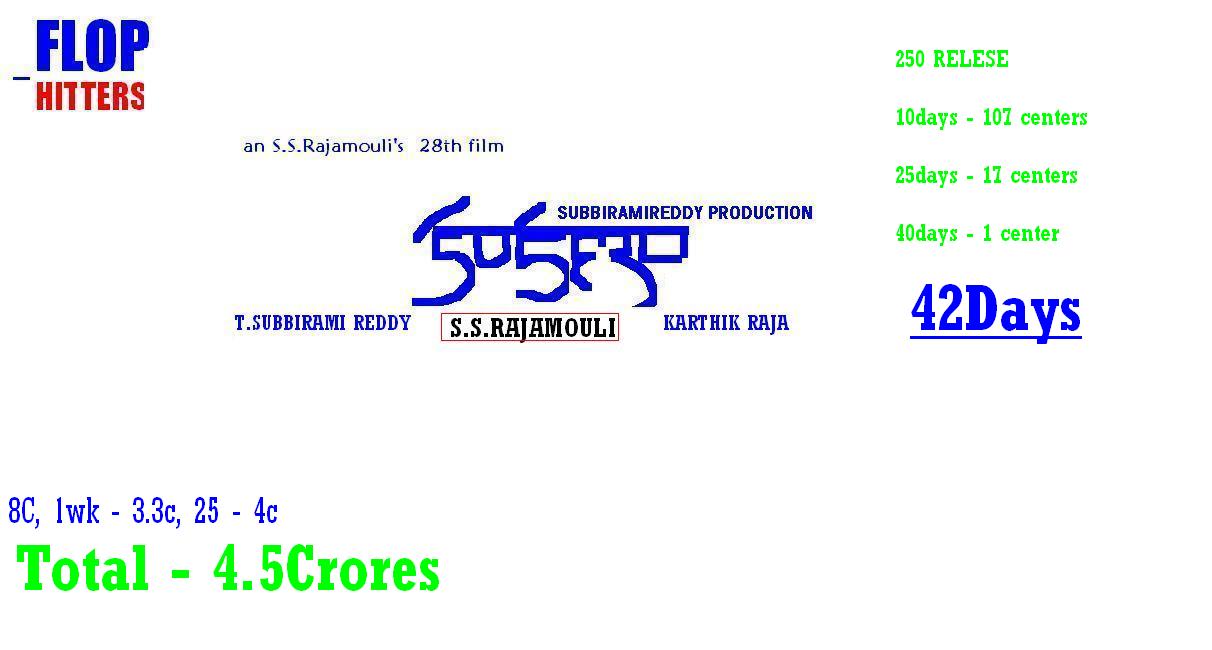 FLOP
HITTERS
an S.S.Rajamouli's 28th film
SUBBIRAMIREDDY PRODUCTION
T.SUBBIRAMI REDDY
S.S.RAJAMOULI
KARTHIK RAJA
250 RELESE
10days - 107 centers
25days - 17 centers
40days - 1 center
42Days
8C, 1wk - 3.3c, 25 - 4c
Total - 4.5Crores